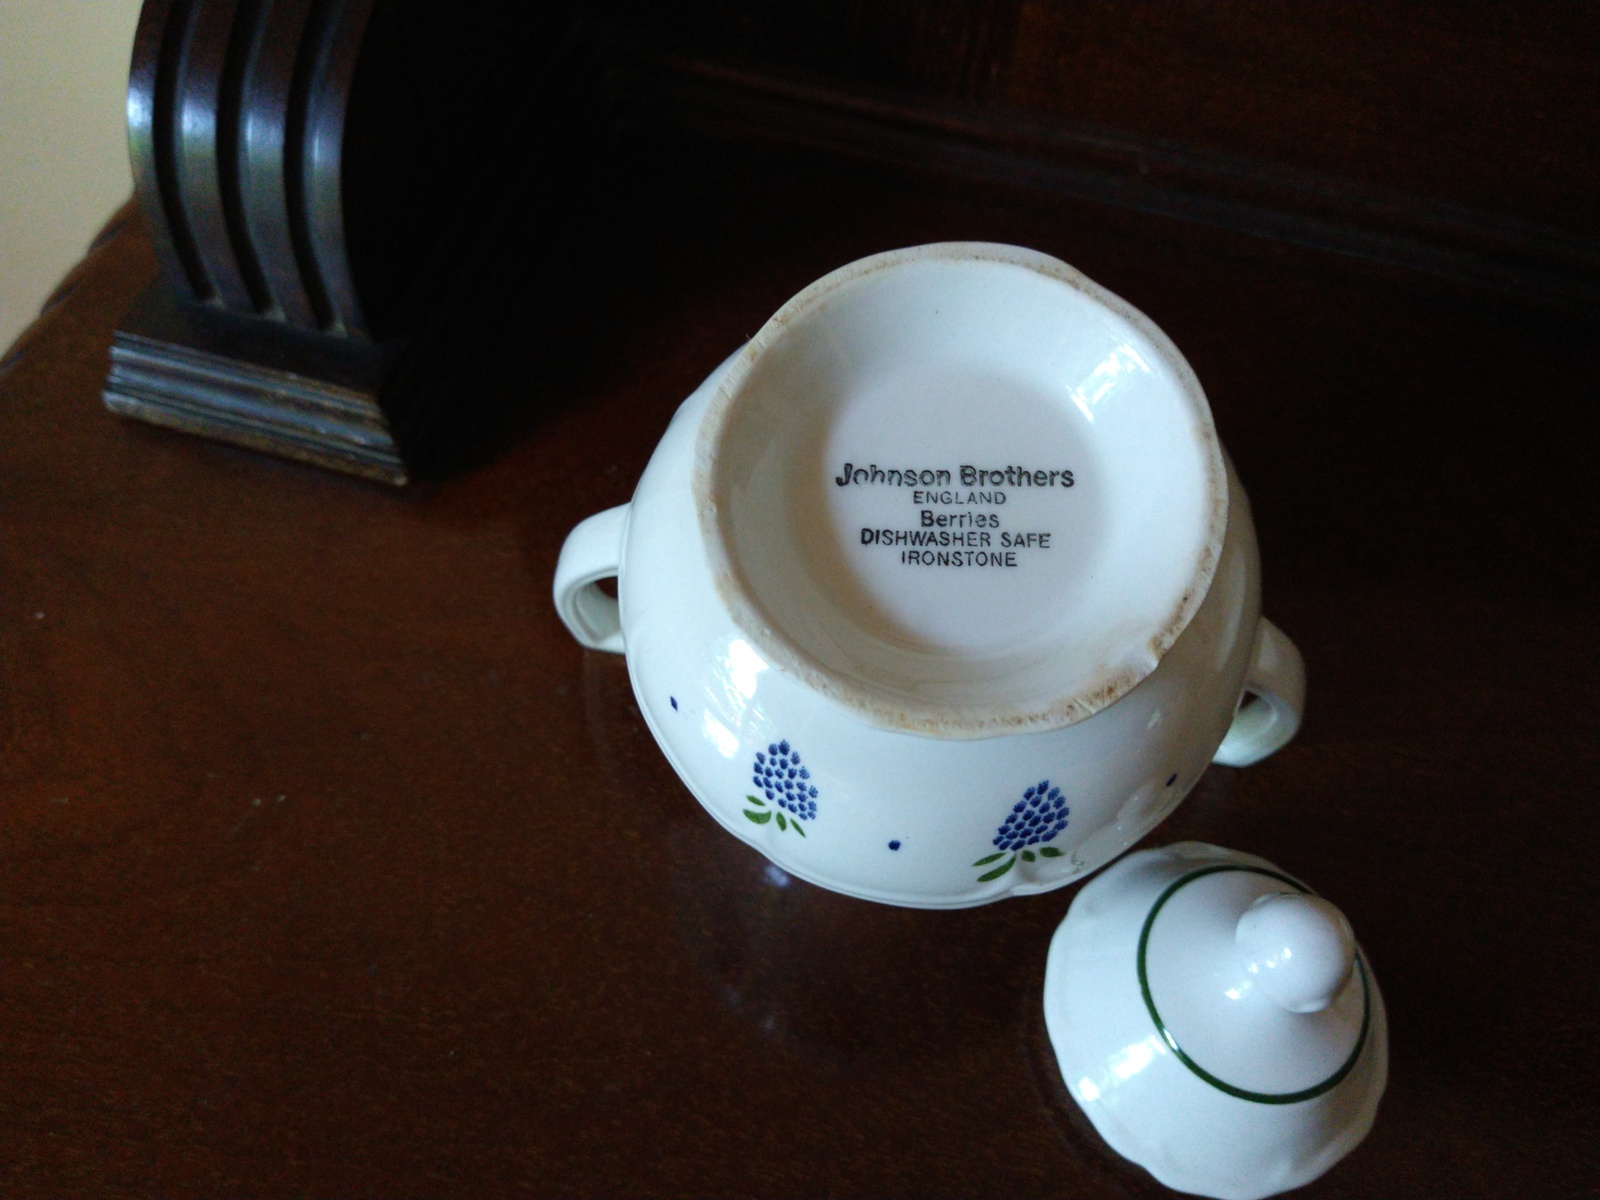 Johnson Brothers
ENGLAND
Berries
DISHWASHER SAFE
IRONSTONE